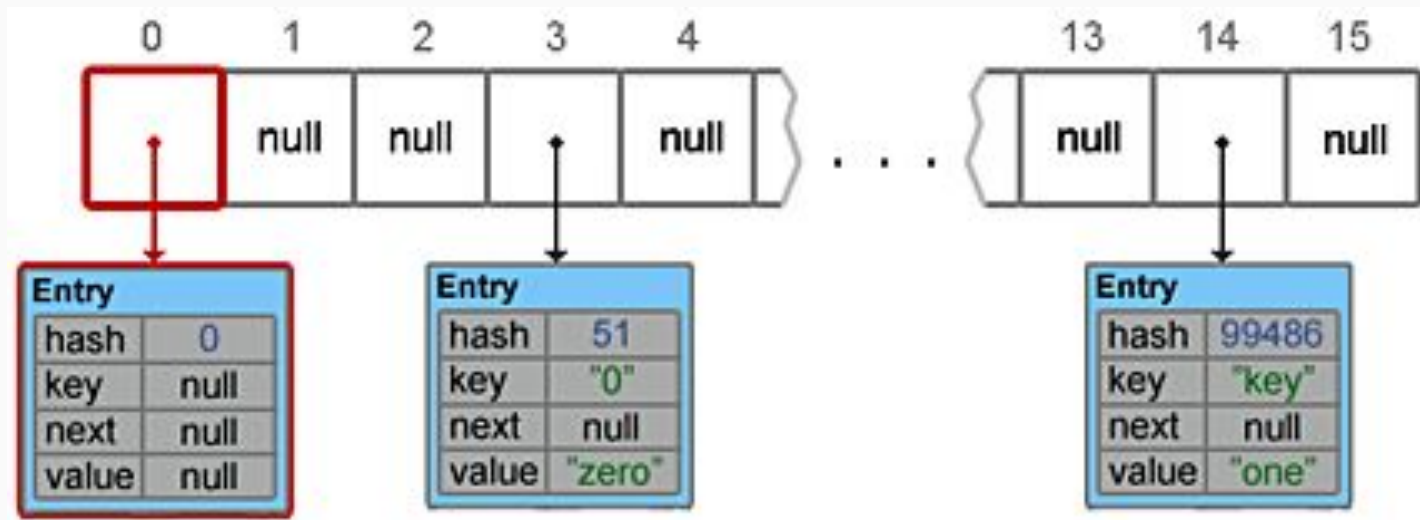 0 1 2 3 4 13 14 15
null null null . . . null null
Entry Entry Entry
hash 0 hash 51 hash 99486
key null key "0" key "key"
next null next null next null
value null value "zero" value "one"